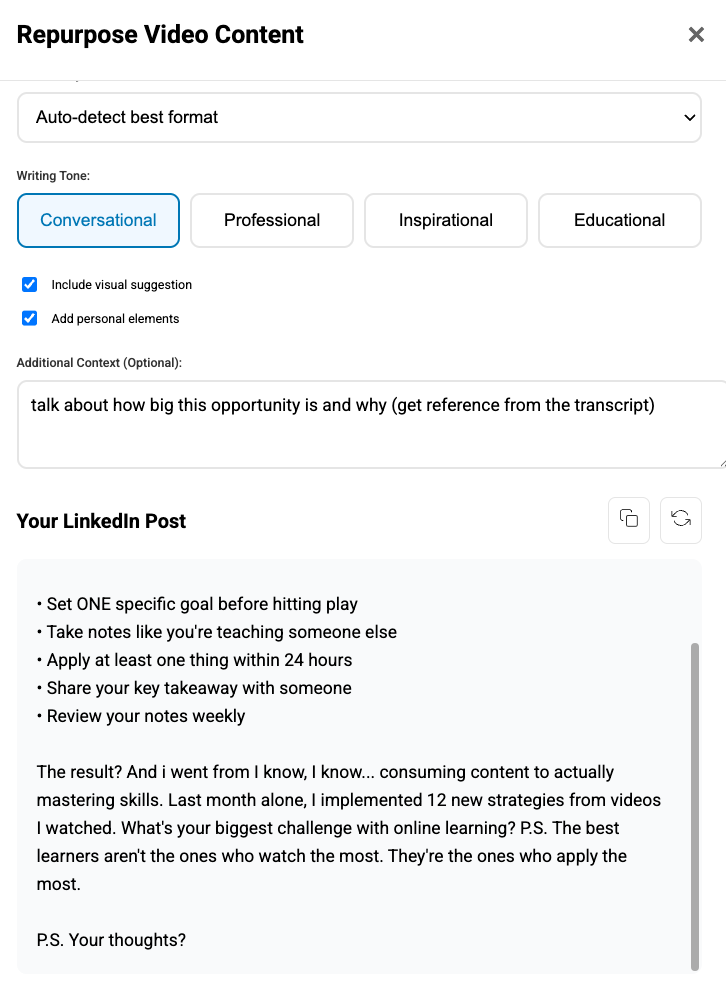 Repurpose Video Content
Auto-detect best format
Writing Tone:
Conversational
Professional
Inspirational
Educational
Include visual suggestion
Add personal elements
Additional Context (Optional):
talk about how big this opportunity is and why (get reference from the transcript)
Your LinkedIn Post
• Set ONE specific goal before hitting play
• Take notes like you're teaching someone else
• Apply at least one thing within 24 hours
• Share your key takeaway with someone
• Review your notes weekly
The result? And i went from I know, I know... consuming content to actually
mastering skills. Last month alone, I implemented 12 new strategies from videos
I watched. What's your biggest challenge with online learning? P.S. The best
learners aren't the ones who watch the most. They're the ones who apply the
most.
P.S. Your thoughts?